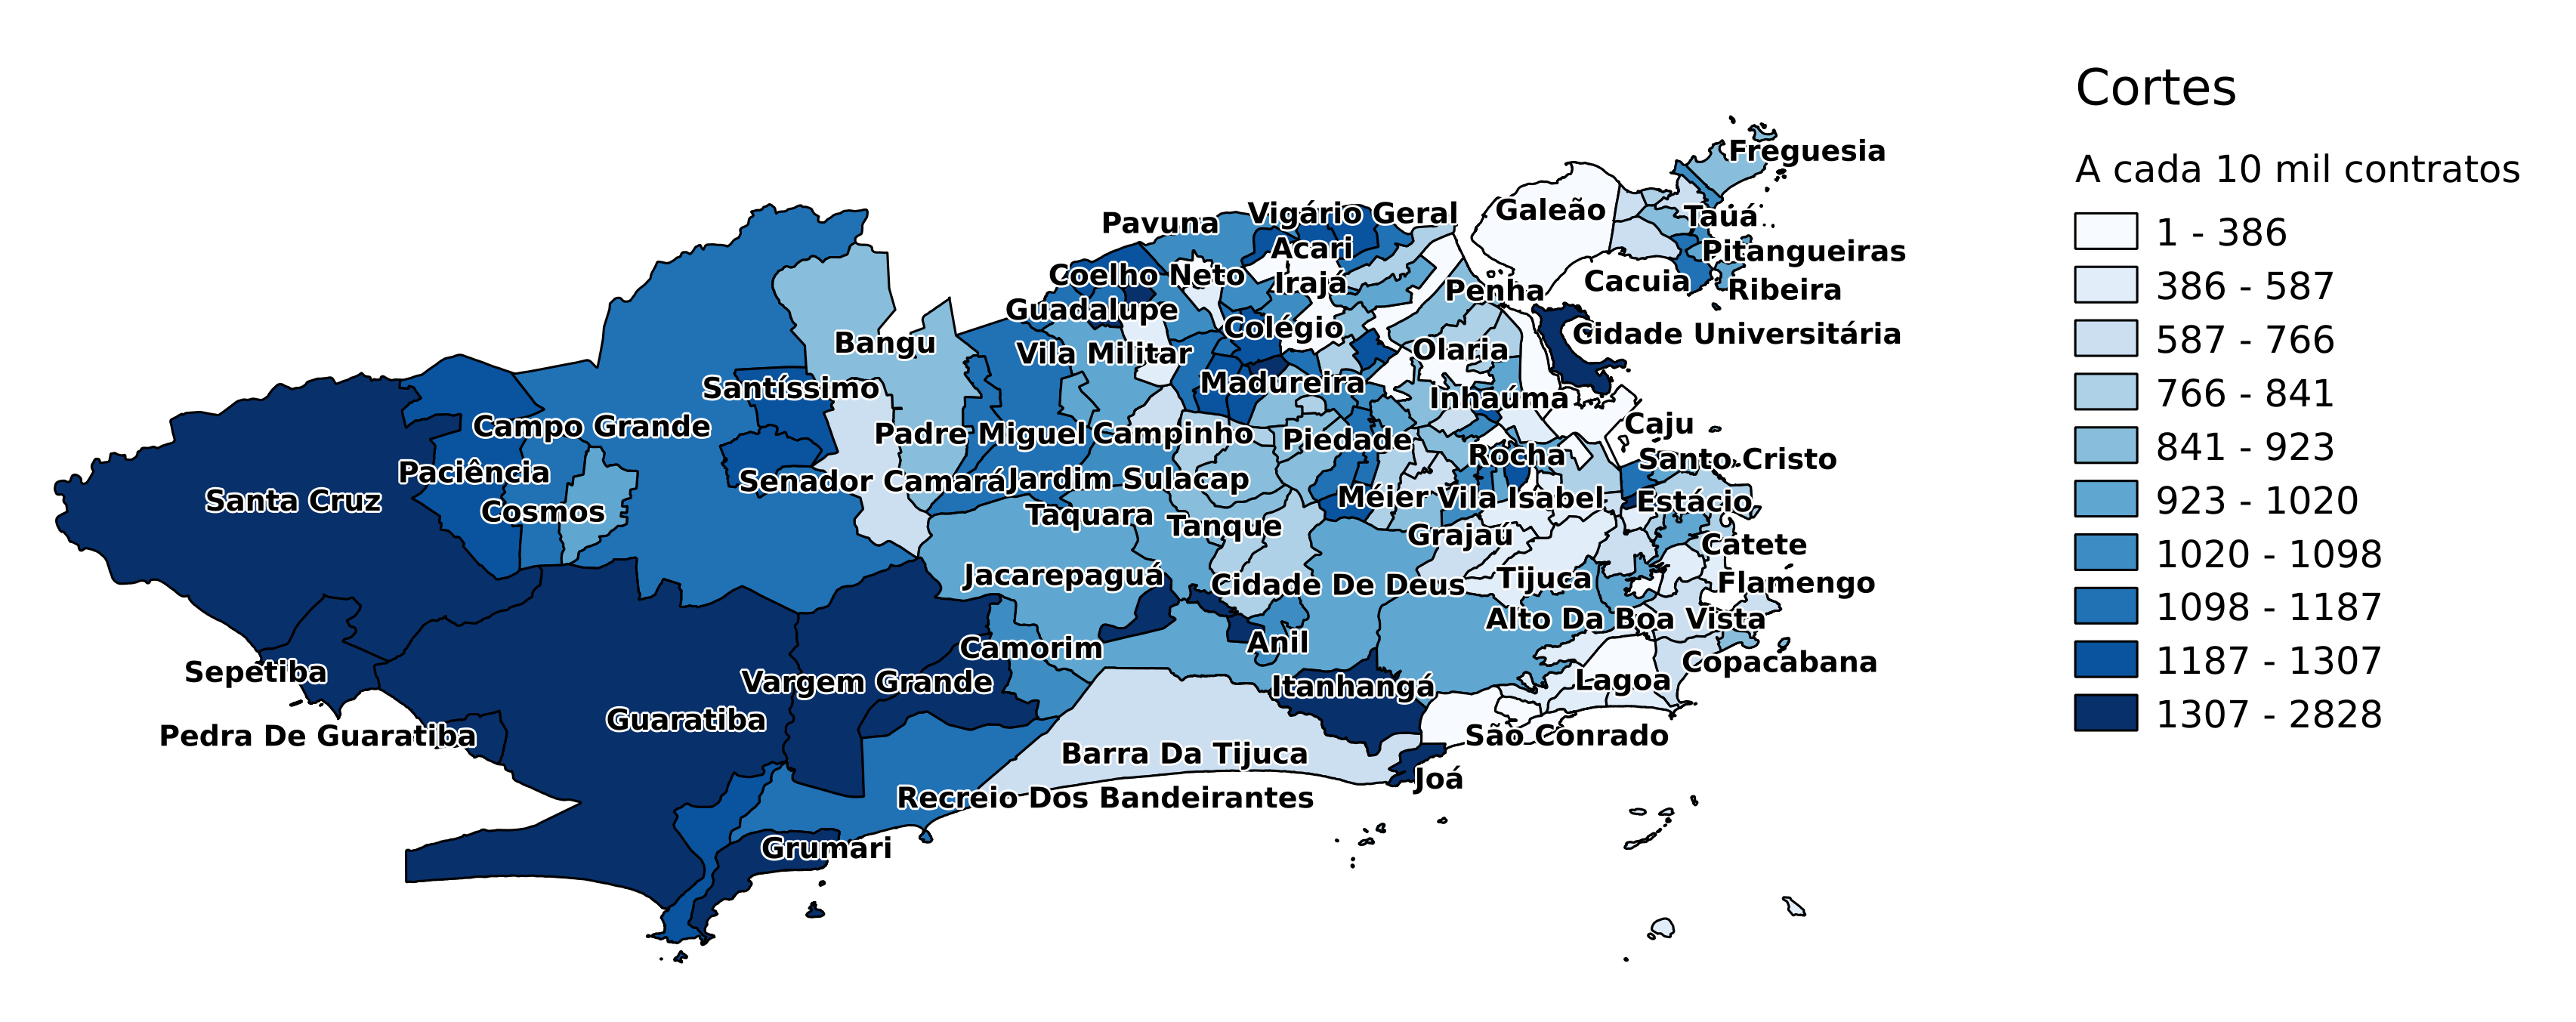 Cortes
A cada 10 mil contratos
1 - 386
386 - 587
587 - 766
766 - 841
841 - 923
923 - 1020
1020 - 1098
1098 - 1187
1187 - 1307
1307 - 2828
Freguesia
Galeão
Tauá
Vigário Geral
Pavuna
Acari
Pitangueiras
Coelho Neto
Irajá
Cacuia
Penha
Ribeira
Guadalupe
Colégio
Cidade Universitária
Bangu
Vila Militar
Olaria
Santíssimo
Madureira
Inhaúma
Caju
Campo Grande
Padre Miguel
Campinho
Piedade
Rocha
Santo Cristo
Paciência
Senador Camará
Jardim Sulacap
Méier
Vila Isabel
Estácio
Santa Cruz
Cosmos
Taquara
Tanque
Grajaú
Catete
Jacarepaguá
Cidade De Deus
Tijuca
Flamengo
Alto Da Boa Vista
Camorim
Anil
Copacabana
Sepetiba
Vargem Grande
Itanhangá
Lagoa
Guaratiba
Pedra De Guaratiba
São Conrado
Barra Da Tijuca
Joá
Recreio Dos Bandeirantes
Grumari